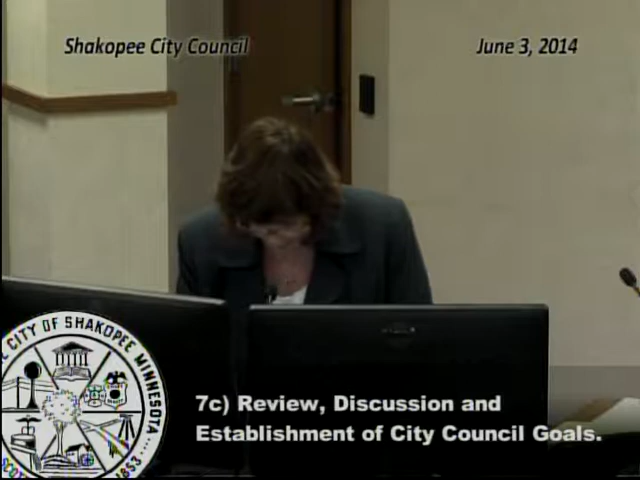 Shakopee City Council
June 3, 2014
CITY OF SHAKOPEE MINNESOTA
1853
7c) Review, Discussion and
Establishment of City Council Goals.